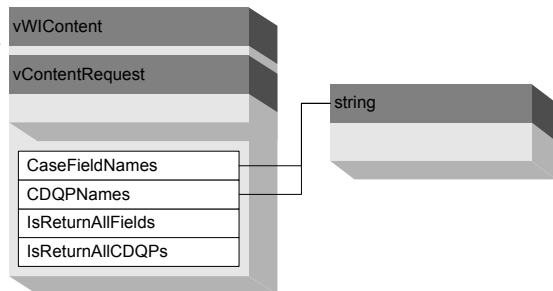 vWIContent
vContentRequest
string
CaseFieldNames
CDQPNames
IsReturnAllFields
IsReturnAllCDQPs